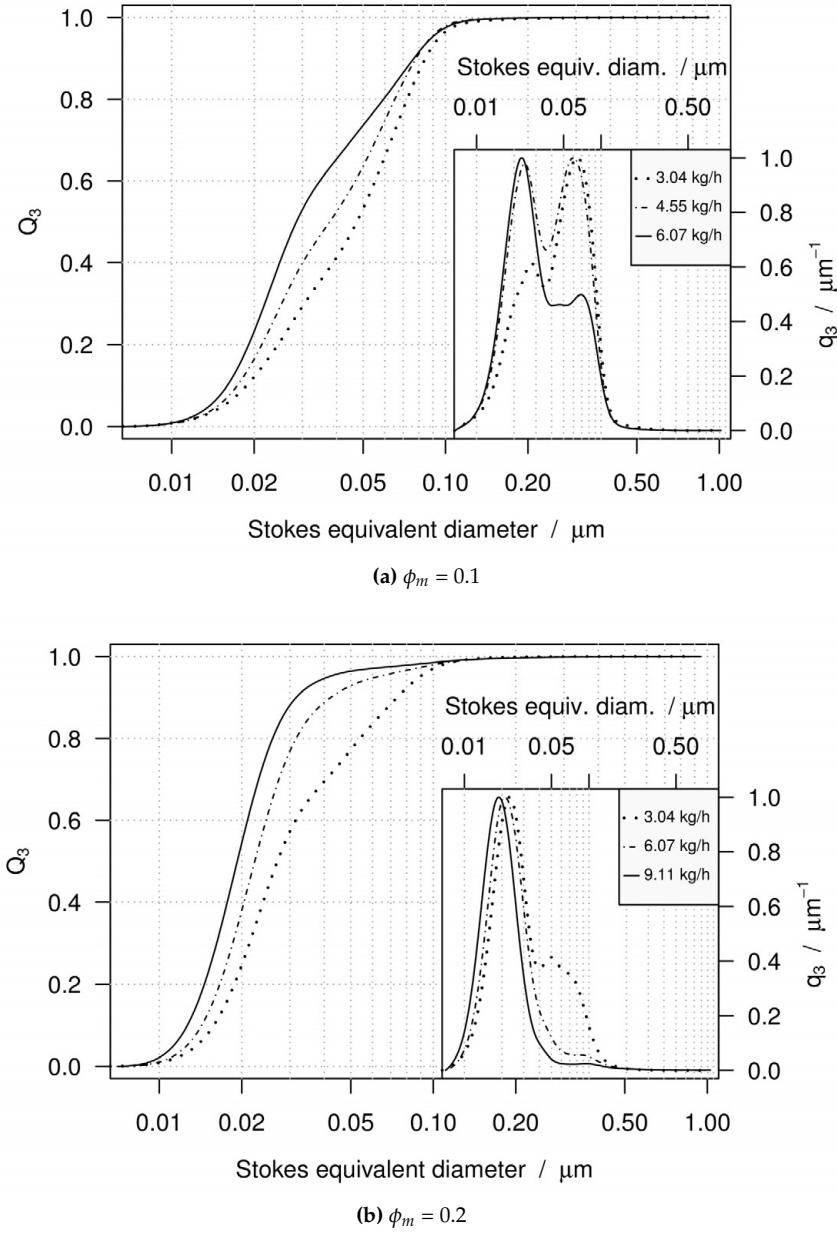 Stokes equiv. diam. / μm
0.01 0.05 0.50
1.0
0.8
0.6
0.4
0.2
0.0
Q3
3.04 kg/h
4.55 kg/h
6.07 kg/h
1.0
0.8
0.6
0.4
0.2
0.0
q3 / μm−1
0.01 0.02 0.05 0.10 0.20 0.50 1.00
Stokes equivalent diameter / μm
(a) ϕm = 0.1
Stokes equiv. diam. / μm
0.01 0.05 0.50
1.0
0.8
0.6
0.4
0.2
0.0
Q3
3.04 kg/h
6.07 kg/h
9.11 kg/h
1.0
0.8
0.6
0.4
0.2
0.0
q3 / μm−1
0.01 0.02 0.05 0.10 0.20 0.50 1.00
Stokes equivalent diameter / μm
(b) ϕm = 0.2